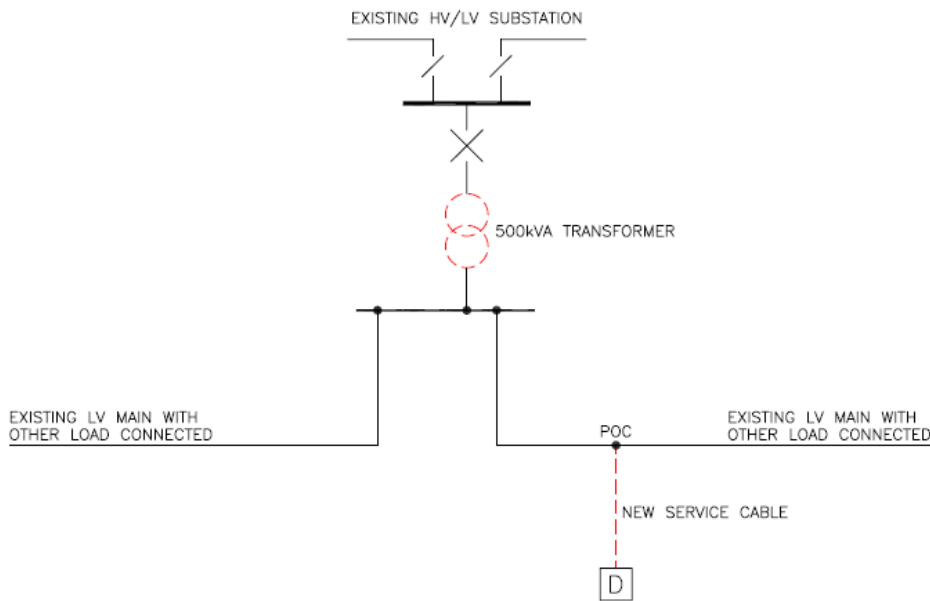 EXISTING HV/LV SUBSTATION
500kVA TRANSFORMER
EXISTING LV MAIN WITH
OTHER LOAD CONNECTED
POC
EXISTING LV MAIN WITH
OTHER LOAD CONNECTED
NEW SERVICE CABLE
D